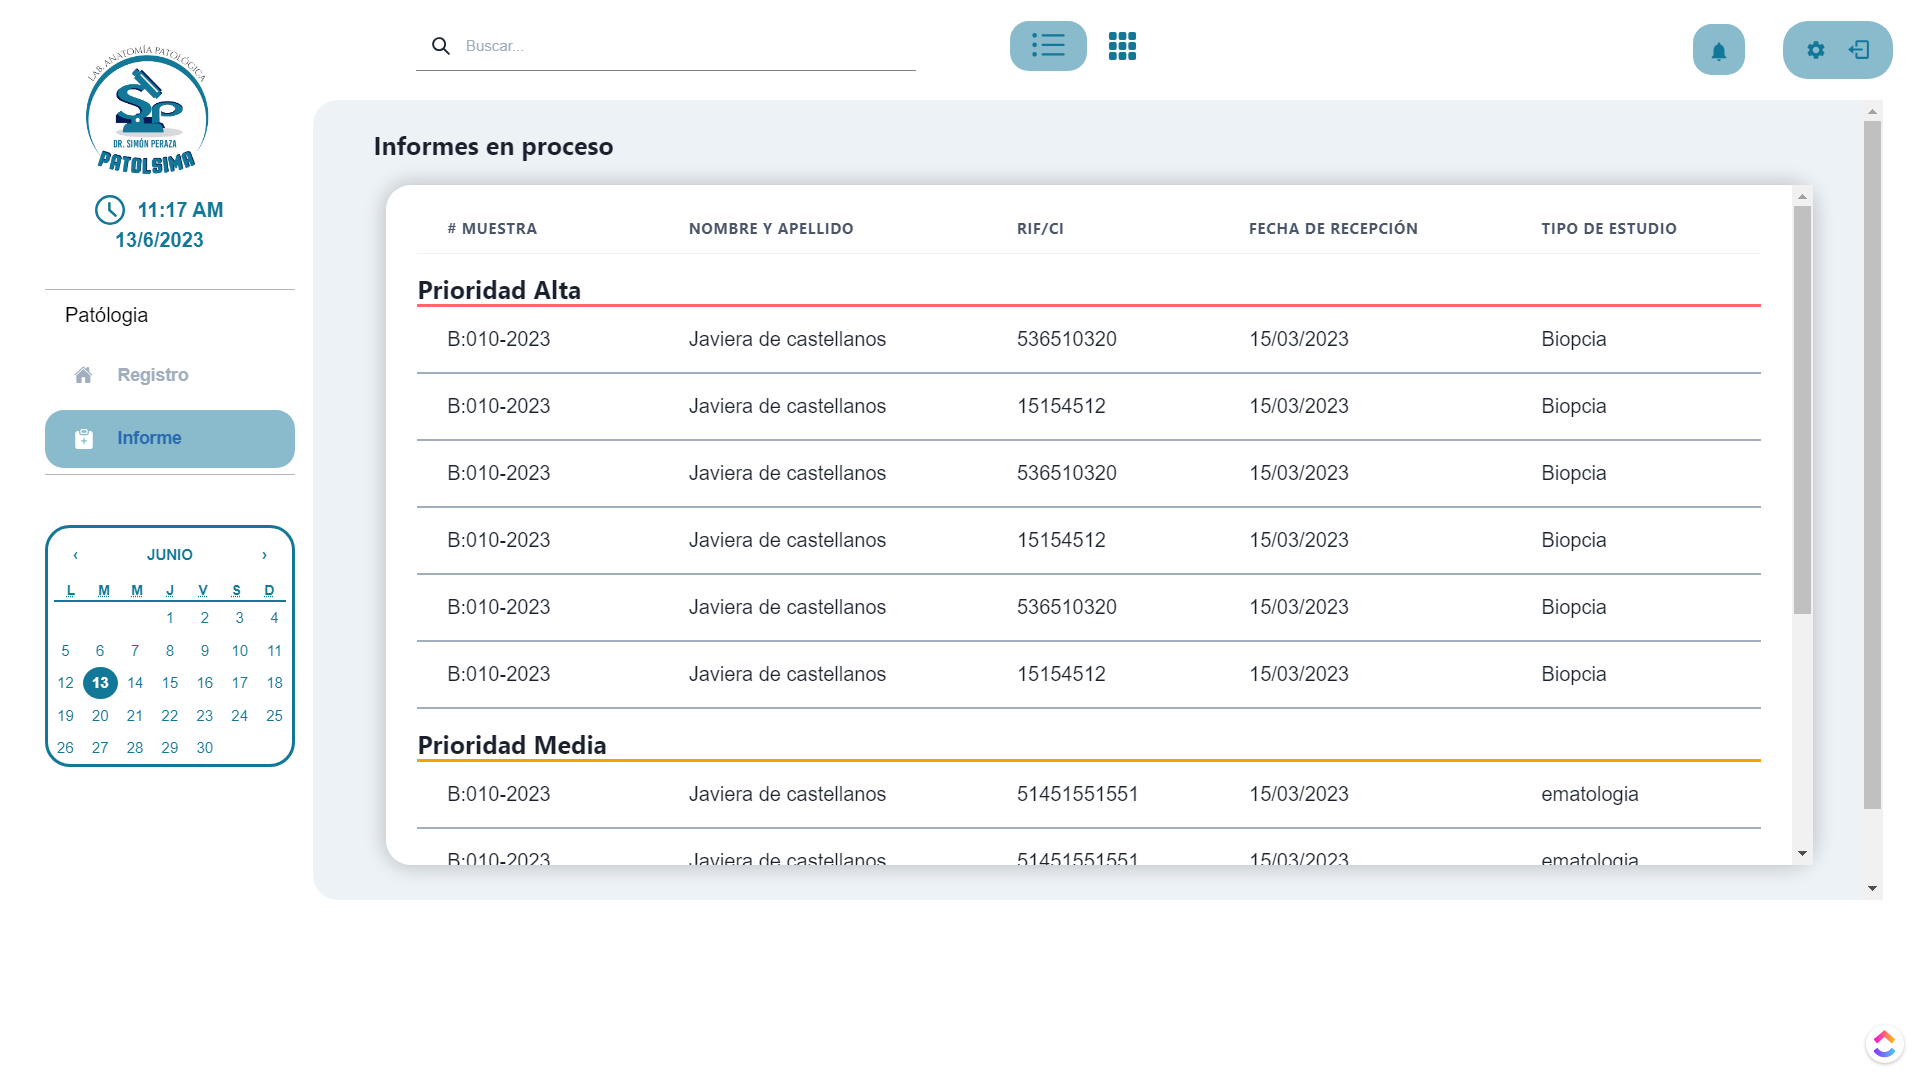 LAB. ANATOMÍA PATOLÓGICA
SP
DR. SIMÓN PERAZA
PATOLSIMA
11:17 AM
13/6/2023
Patólogia
Registro
Informe
‹ JUNIO ›
L M M J V S D
1 2 3 4
5 6 7 8 9 10 11
12 13 14 15 16 17 18
19 20 21 22 23 24 25
26 27 28 29 30
Buscar...
Informes en proceso
# MUESTRA NOMBRE Y APELLIDO RIF/CI FECHA DE RECEPCIÓN TIPO DE ESTUDIO
Prioridad Alta
B:010-2023 Javiera de castellanos 536510320 15/03/2023 Biopcia
B:010-2023 Javiera de castellanos 15154512 15/03/2023 Biopcia
B:010-2023 Javiera de castellanos 536510320 15/03/2023 Biopcia
B:010-2023 Javiera de castellanos 15154512 15/03/2023 Biopcia
B:010-2023 Javiera de castellanos 536510320 15/03/2023 Biopcia
B:010-2023 Javiera de castellanos 15154512 15/03/2023 Biopcia
Prioridad Media
B:010-2023 Javiera de castellanos 51451551551 15/03/2023 ematologia
B:010-2023 Javiera de castellanos 51451551551 15/03/2023 ematologia